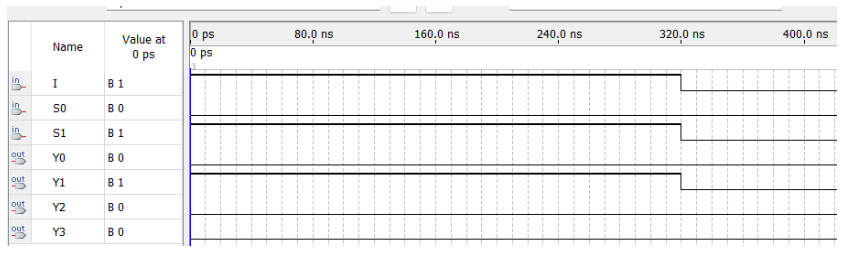 0 ps 80.0 ns 160.0 ns 240.0 ns 320.0 ns 400.0 ns
Name Value at 0 ps
0 ps
in I B 1
in S0 B 0
in S1 B 1
out Y0 B 0
out Y1 B 1
out Y2 B 0
out Y3 B 0